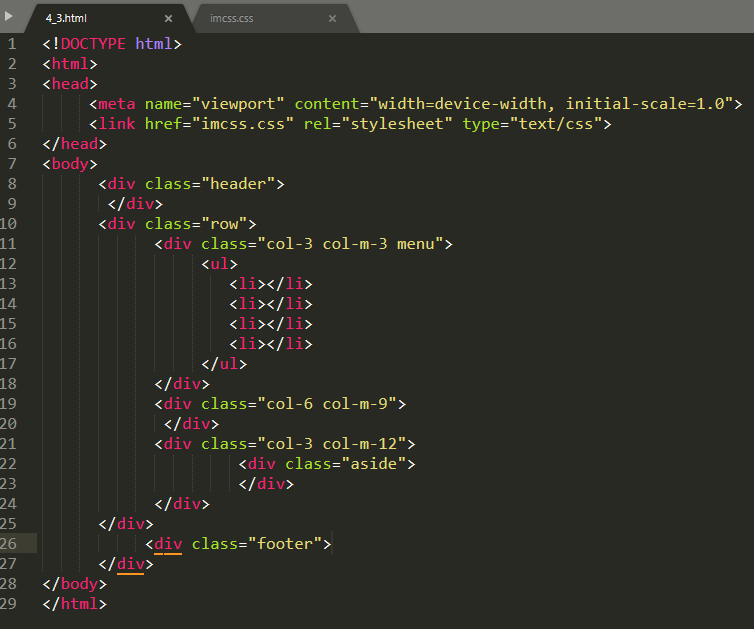 4_3.html × imcss.css ×
1 <!DOCTYPE html>
2 <html>
3 <head>
4 <meta name="viewport" content="width=device-width, initial-scale=1.0">
5 <link href="imcss.css" rel="stylesheet" type="text/css">
6 </head>
7 <body>
8 <div class="header">
9 </div>
10 <div class="row">
11 <div class="col-3 col-m-3 menu">
12 <ul>
13 <li></li>
14 <li></li>
15 <li></li>
16 <li></li>
17 </ul>
18 </div>
19 <div class="col-6 col-m-9">
20 </div>
21 <div class="col-3 col-m-12">
22 <div class="aside">
23 </div>
24 </div>
25 </div>
26 <div class="footer">
27 </div>
28 </body>
29 </html>